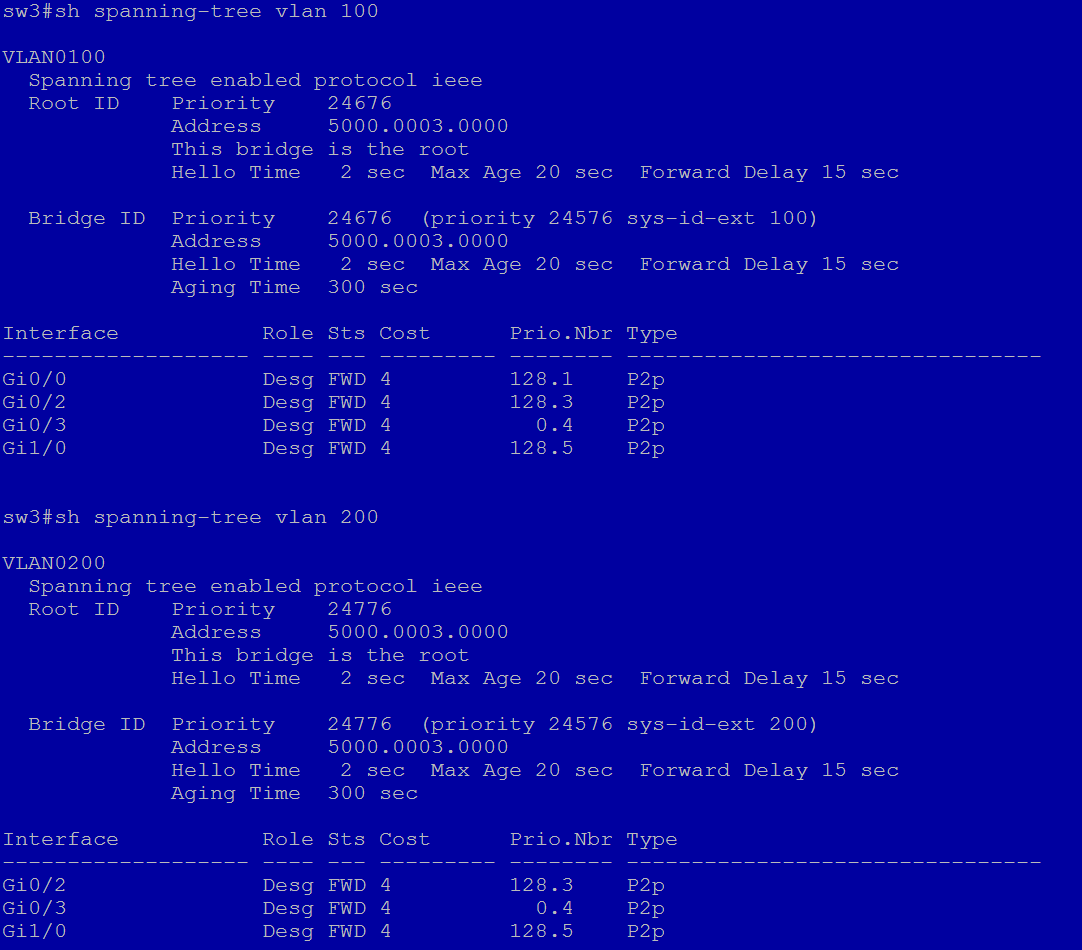 sw3#sh spanning-tree vlan 100

VLAN0100
  Spanning tree enabled protocol ieee
  Root ID    Priority    24676
             Address     5000.0003.0000
             This bridge is the root
             Hello Time   2 sec  Max Age 20 sec  Forward Delay 15 sec

  Bridge ID  Priority    24676  (priority 24576 sys-id-ext 100)
             Address     5000.0003.0000
             Hello Time   2 sec  Max Age 20 sec  Forward Delay 15 sec
             Aging Time  300 sec

Interface           Role Sts Cost      Prio.Nbr Type
------------------- ---- --- --------- -------- --------------------------------
Gi0/0               Desg FWD 4         128.1    P2p
Gi0/2               Desg FWD 4         128.3    P2p
Gi0/3               Desg FWD 4           0.4    P2p
Gi1/0               Desg FWD 4         128.5    P2p


sw3#sh spanning-tree vlan 200

VLAN0200
  Spanning tree enabled protocol ieee
  Root ID    Priority    24776
             Address     5000.0003.0000
             This bridge is the root
             Hello Time   2 sec  Max Age 20 sec  Forward Delay 15 sec

  Bridge ID  Priority    24776  (priority 24576 sys-id-ext 200)
             Address     5000.0003.0000
             Hello Time   2 sec  Max Age 20 sec  Forward Delay 15 sec
             Aging Time  300 sec

Interface           Role Sts Cost      Prio.Nbr Type
------------------- ---- --- --------- -------- --------------------------------
Gi0/2               Desg FWD 4         128.3    P2p
Gi0/3               Desg FWD 4           0.4    P2p
Gi1/0               Desg FWD 4         128.5    P2p